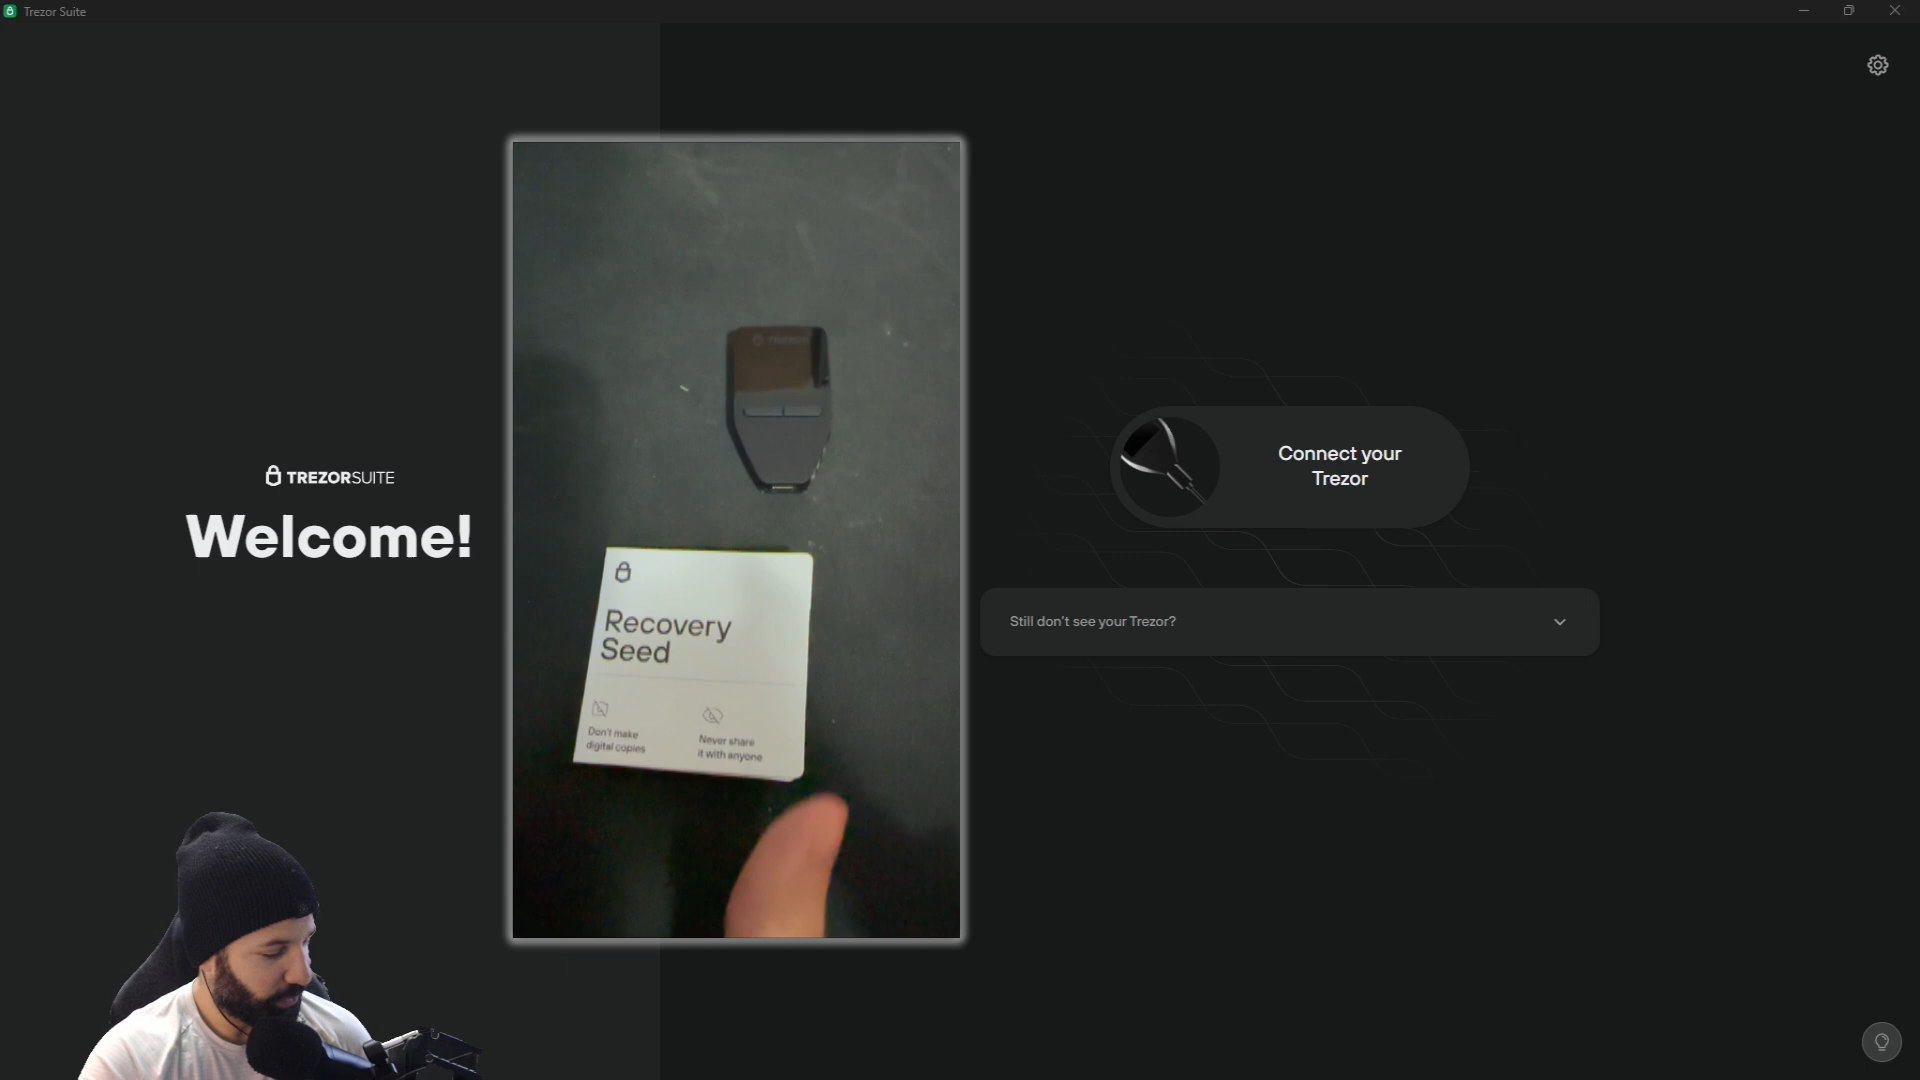 Trezor Suite
TREZORSUITE
Welcome!
TREZOR
Recovery
Seed
Don't make
digital copies
Never share
it with anyone
Connect your
Trezor
Still don't see your Trezor?